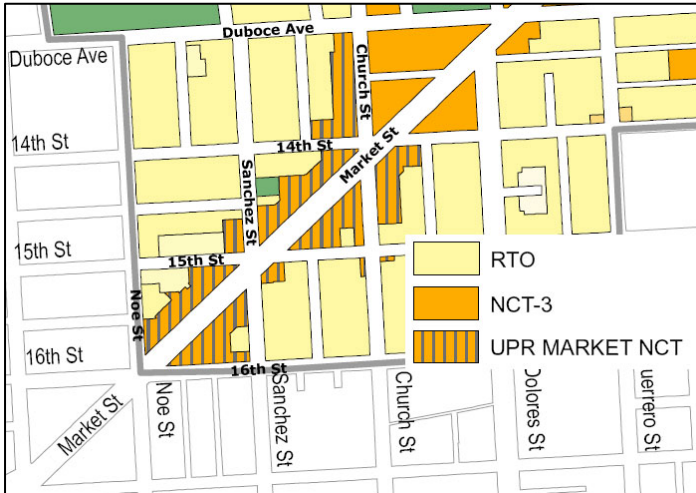 Duboce Ave
Duboce Ave
Church St
14th St
14th St
Market St
Sanchez St
15th St
15th St
RTO
NCT-3
Noe St
UPR MARKET NCT
16th St
16th St
Market St
Noe St
Sanchez St
Church St
Dolores St
uerrero St